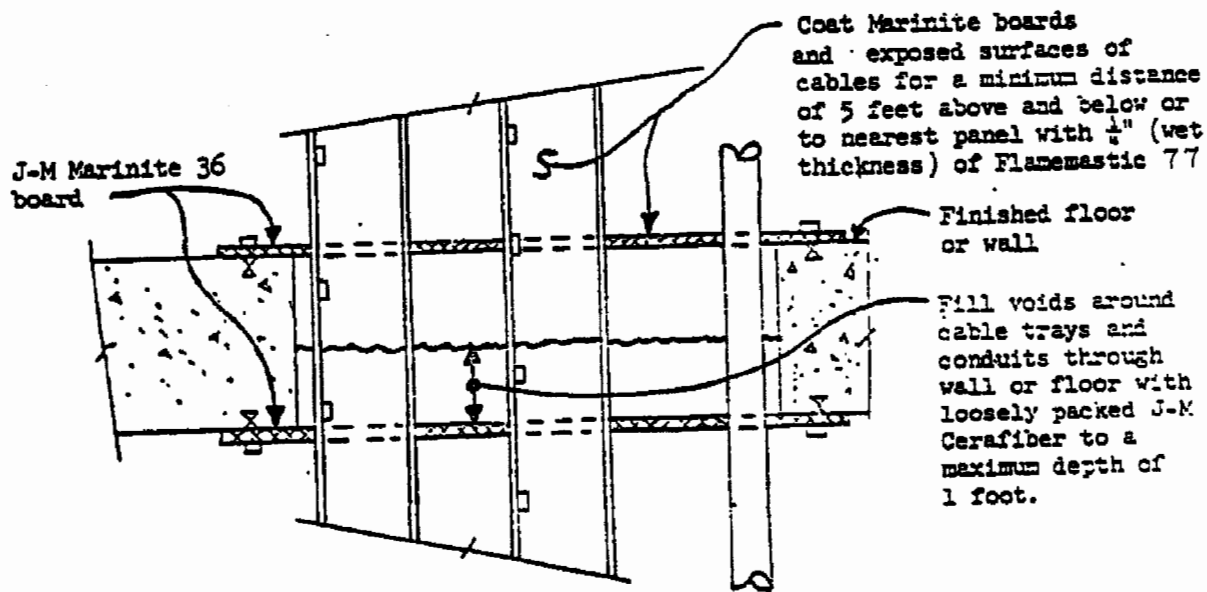 Coat Marinite boards
and exposed surfaces of
cables for a minimum distance
of 5 feet above and below or
to nearest panel with ¼" (wet
thickness) of Flamemastic 77
J-M Marinite 36
board
Finished floor
or wall
Fill voids around
cable trays and
conduits through
wall or floor with
loosely packed J-M
Cerafiber to a
maximum depth of
1 foot.